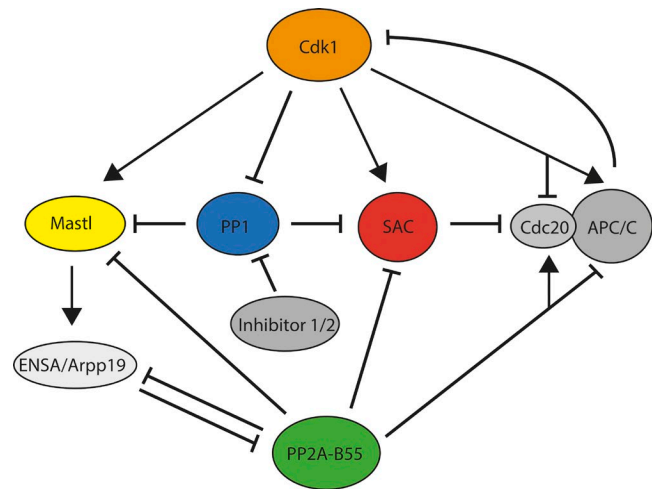 Cdk1
Mastl
PP1
SAC
Cdc20
APC/C
Inhibitor 1/2
ENSA/Arpp19
PP2A-B55